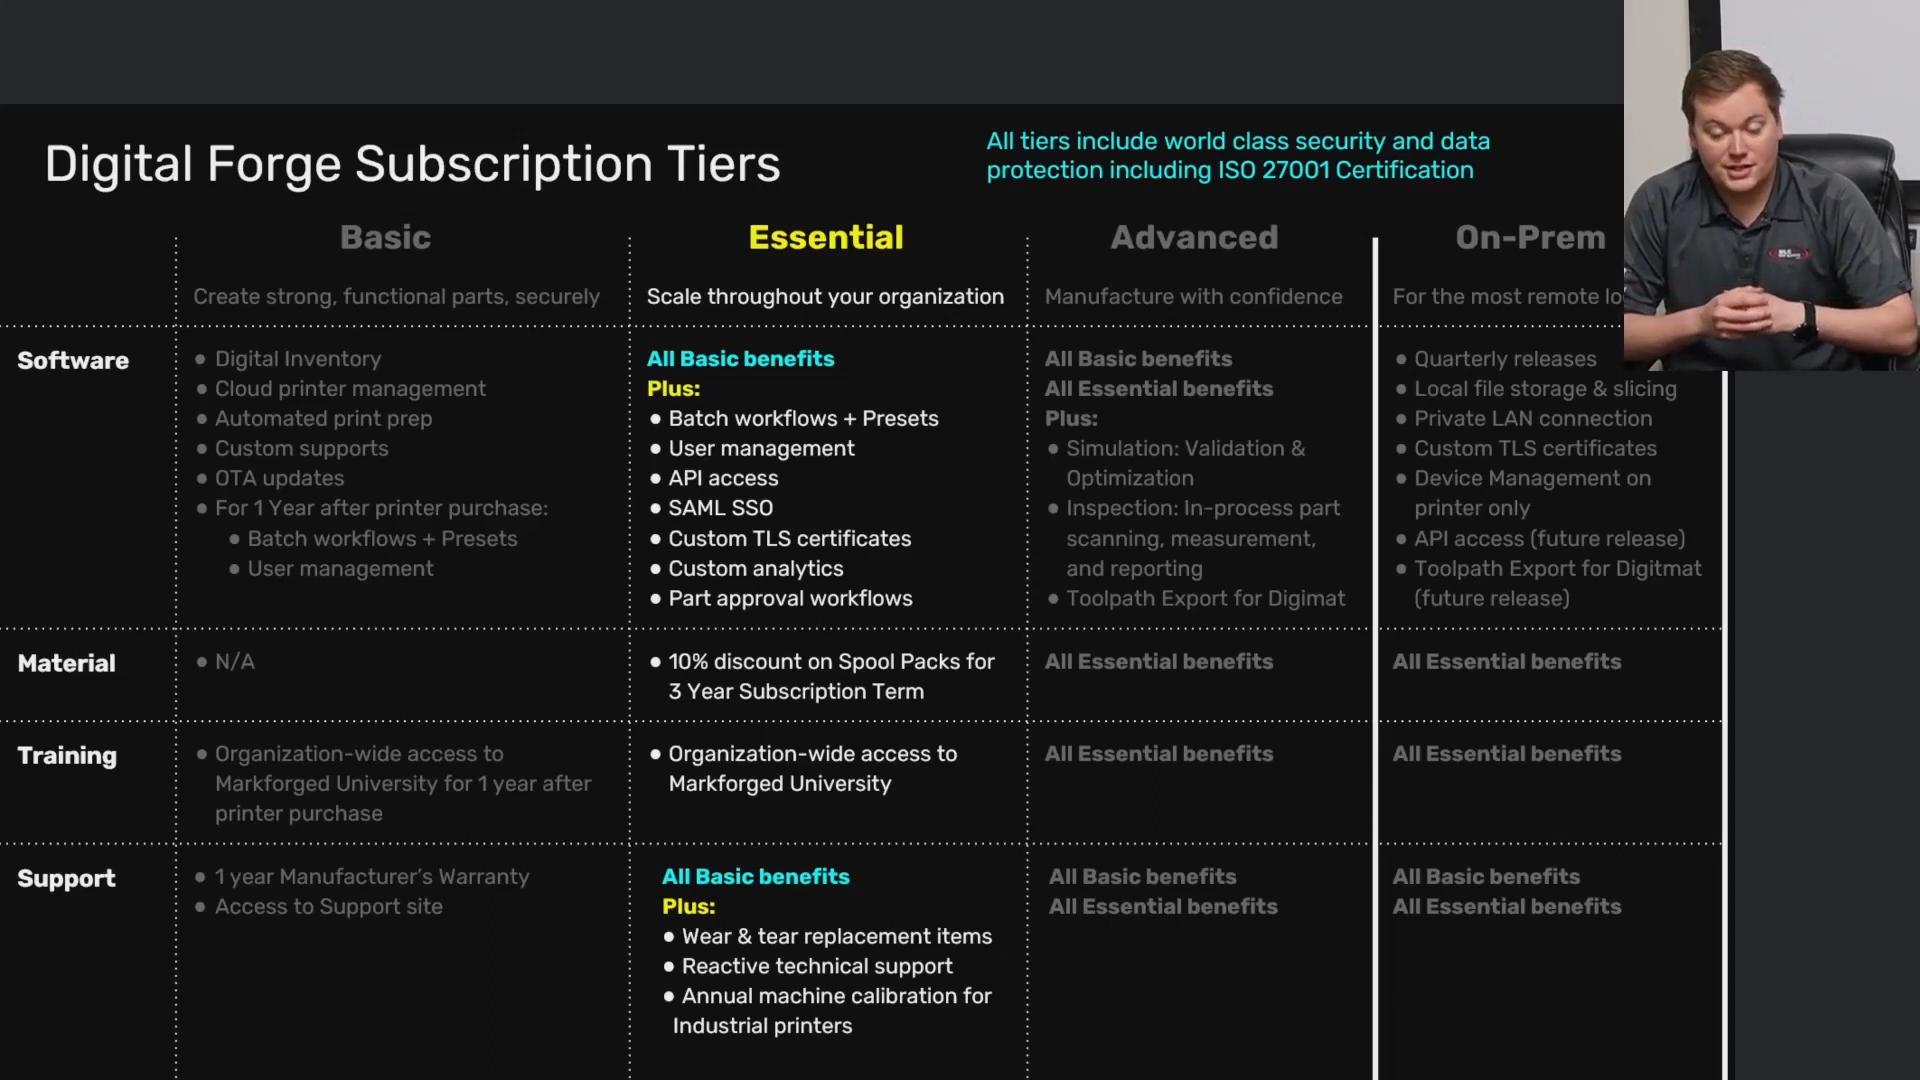 Digital Forge Subscription Tiers
All tiers include world class security and data
protection including ISO 27001 Certification
Basic
Essential
Advanced
On-Prem
Create strong, functional parts, securely
Scale throughout your organization
Manufacture with confidence
For the most remote
Software
● Digital Inventory
● Cloud printer management
● Automated print prep
● Custom supports
● OTA updates
● For 1 Year after printer purchase:
● Batch workflows + Presets
● User management
All Basic benefits
Plus:
● Batch workflows + Presets
● User management
● API access
● SAML SSO
● Custom TLS certificates
● Custom analytics
● Part approval workflows
All Basic benefits
All Essential benefits
Plus:
● Simulation: Validation &
Optimization
● Inspection: In-process part
scanning, measurement,
and reporting
● Toolpath Export for Digimat
● Quarterly releases
● Local file storage & slicing
● Private LAN connection
● Custom TLS certificates
● Device Management on
printer only
● API access (future release)
● Toolpath Export for Digitmat
(future release)
Material
● N/A
● 10% discount on Spool Packs for
3 Year Subscription Term
All Essential benefits
All Essential benefits
Training
● Organization-wide access to
Markforged University for 1 year after
printer purchase
● Organization-wide access to
Markforged University
All Essential benefits
All Essential benefits
Support
● 1 year Manufacturer's Warranty
● Access to Support site
All Basic benefits
Plus:
● Wear & tear replacement items
● Reactive technical support
● Annual machine calibration for
Industrial printers
All Basic benefits
All Essential benefits
All Basic benefits
All Essential benefits